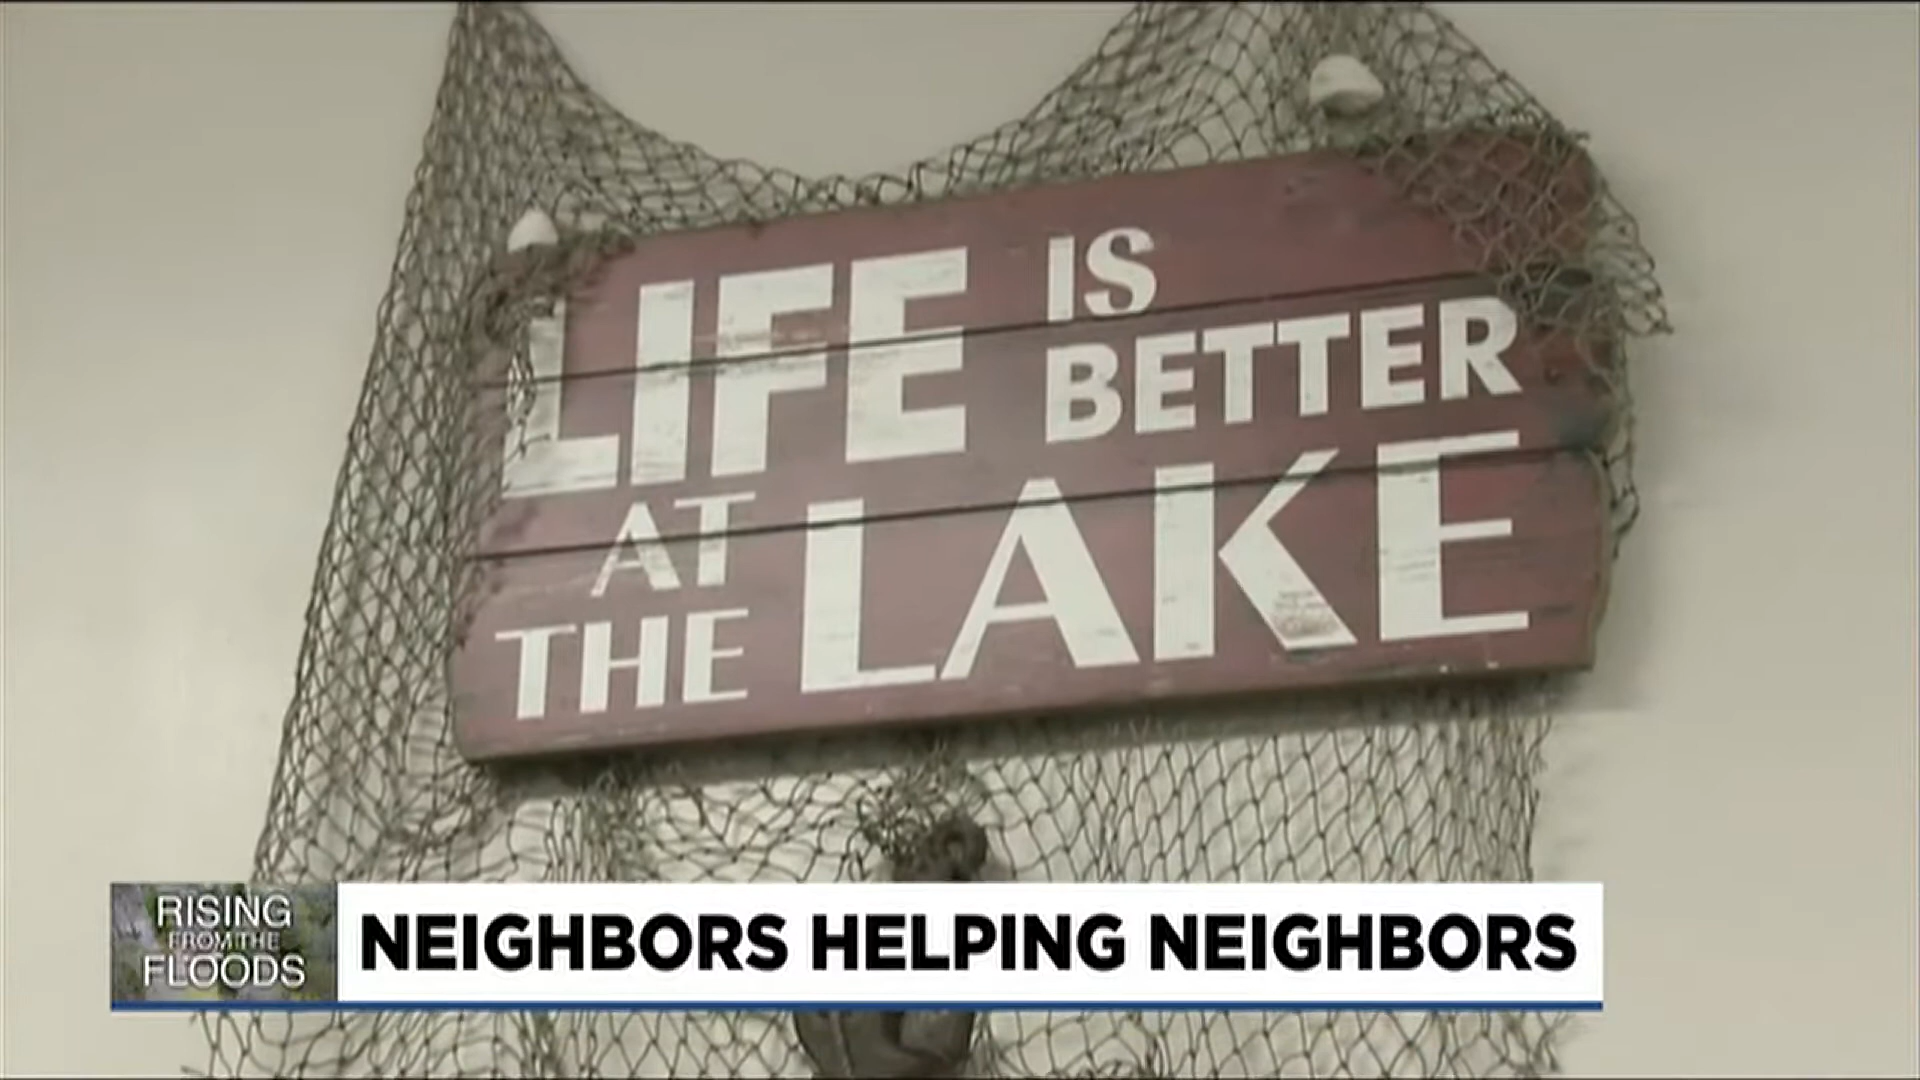 LIFE IS
BETTER
AT
THE LAKE
RISING
FROM THE
FLOODS
NEIGHBORS HELPING NEIGHBORS